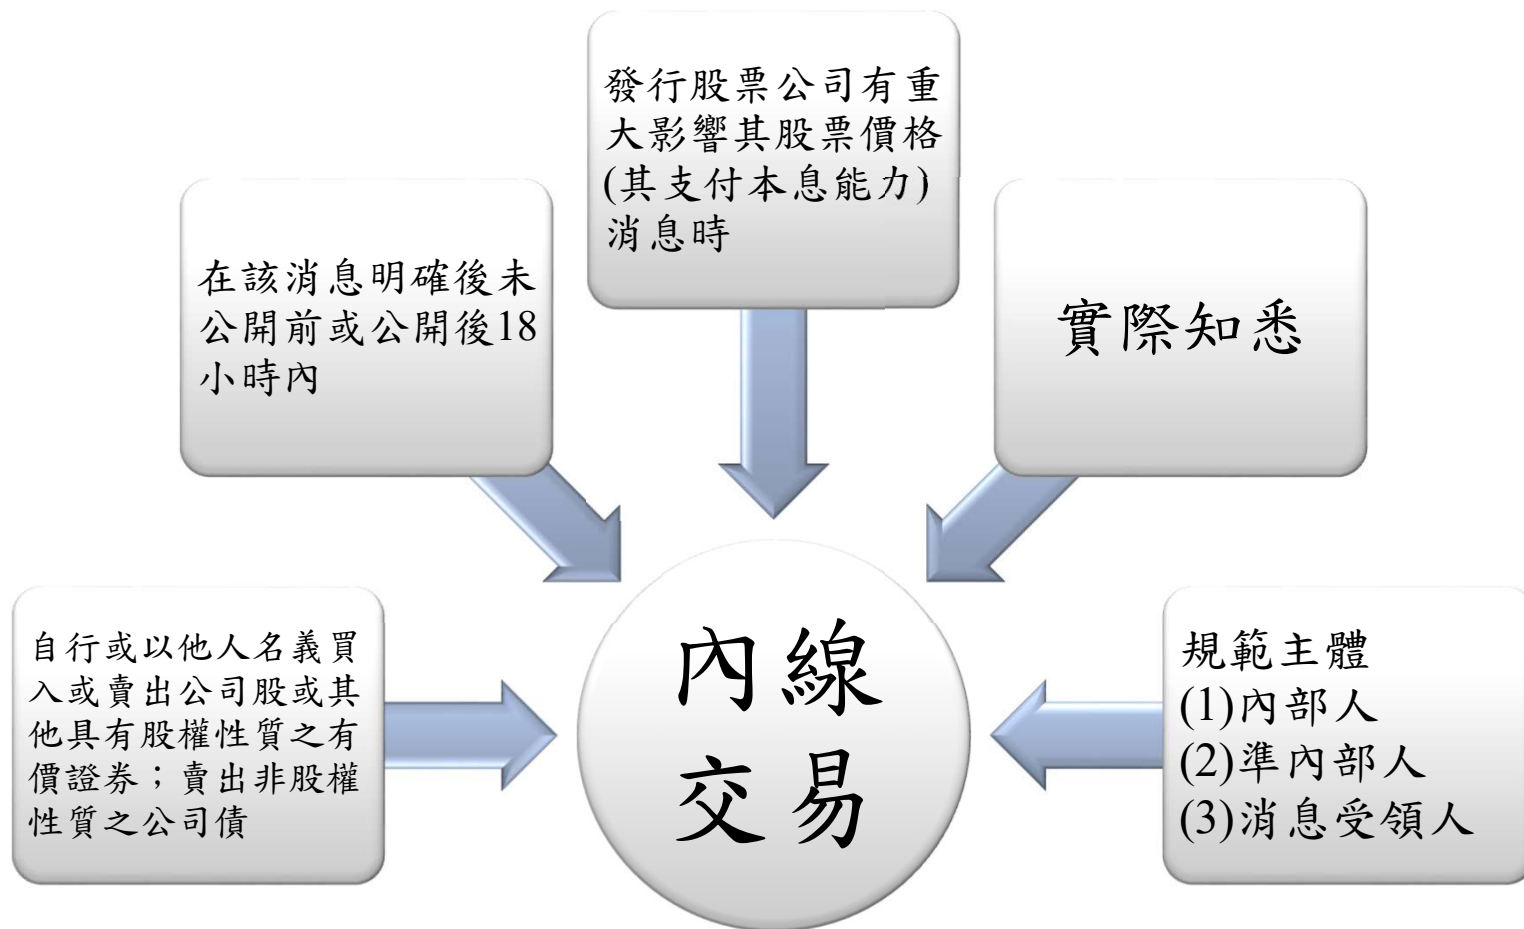 發行股票公司有重
大影響其股票價格
(其支付本息能力)
消息時
在該消息明確後未
公開前或公開後18
小時內
實際知悉
自行或以他人名義買
入或賣出公司股或其
他具有股權性質之有
價證券；賣出非股權
性質之公司債
內線
交易
規範主體
(1)內部人
(2)準內部人
(3)消息受領人